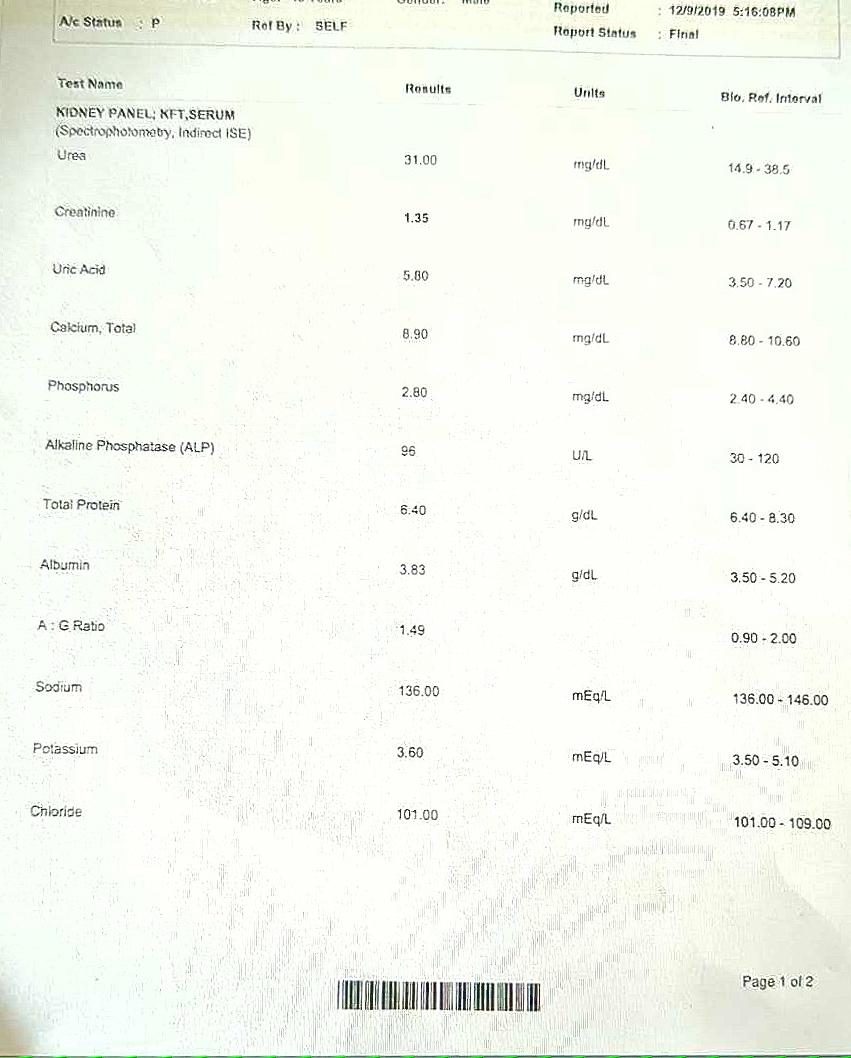 Reported : 12/9/2019 5:16:08PM
A/c Status : P Ref By : SELF Report Status : Final
Test Name Results Units Bio. Ref. Interval
KIDNEY PANEL; KFT,SERUM
(Spectrophotometry, Indirect ISE)
Urea 31.00 mg/dL 14.9 - 38.5
Creatinine 1.35 mg/dL 0.67 - 1.17
Uric Acid 5.80 mg/dL 3.50 - 7.20
Calcium, Total 8.90 mg/dL 8.80 - 10.60
Phosphorus 2.80 mg/dL 2.40 - 4.40
Alkaline Phosphatase (ALP) 96 U/L 30 - 120
Total Protein 6.40 g/dL 6.40 - 8.30
Albumin 3.83 g/dL 3.50 - 5.20
A : G Ratio 1.49 0.90 - 2.00
Sodium 136.00 mEq/L 136.00 - 146.00
Potassium 3.60 mEq/L 3.50 - 5.10
Chloride 101.00 mEq/L 101.00 - 109.00
Page 1 of 2